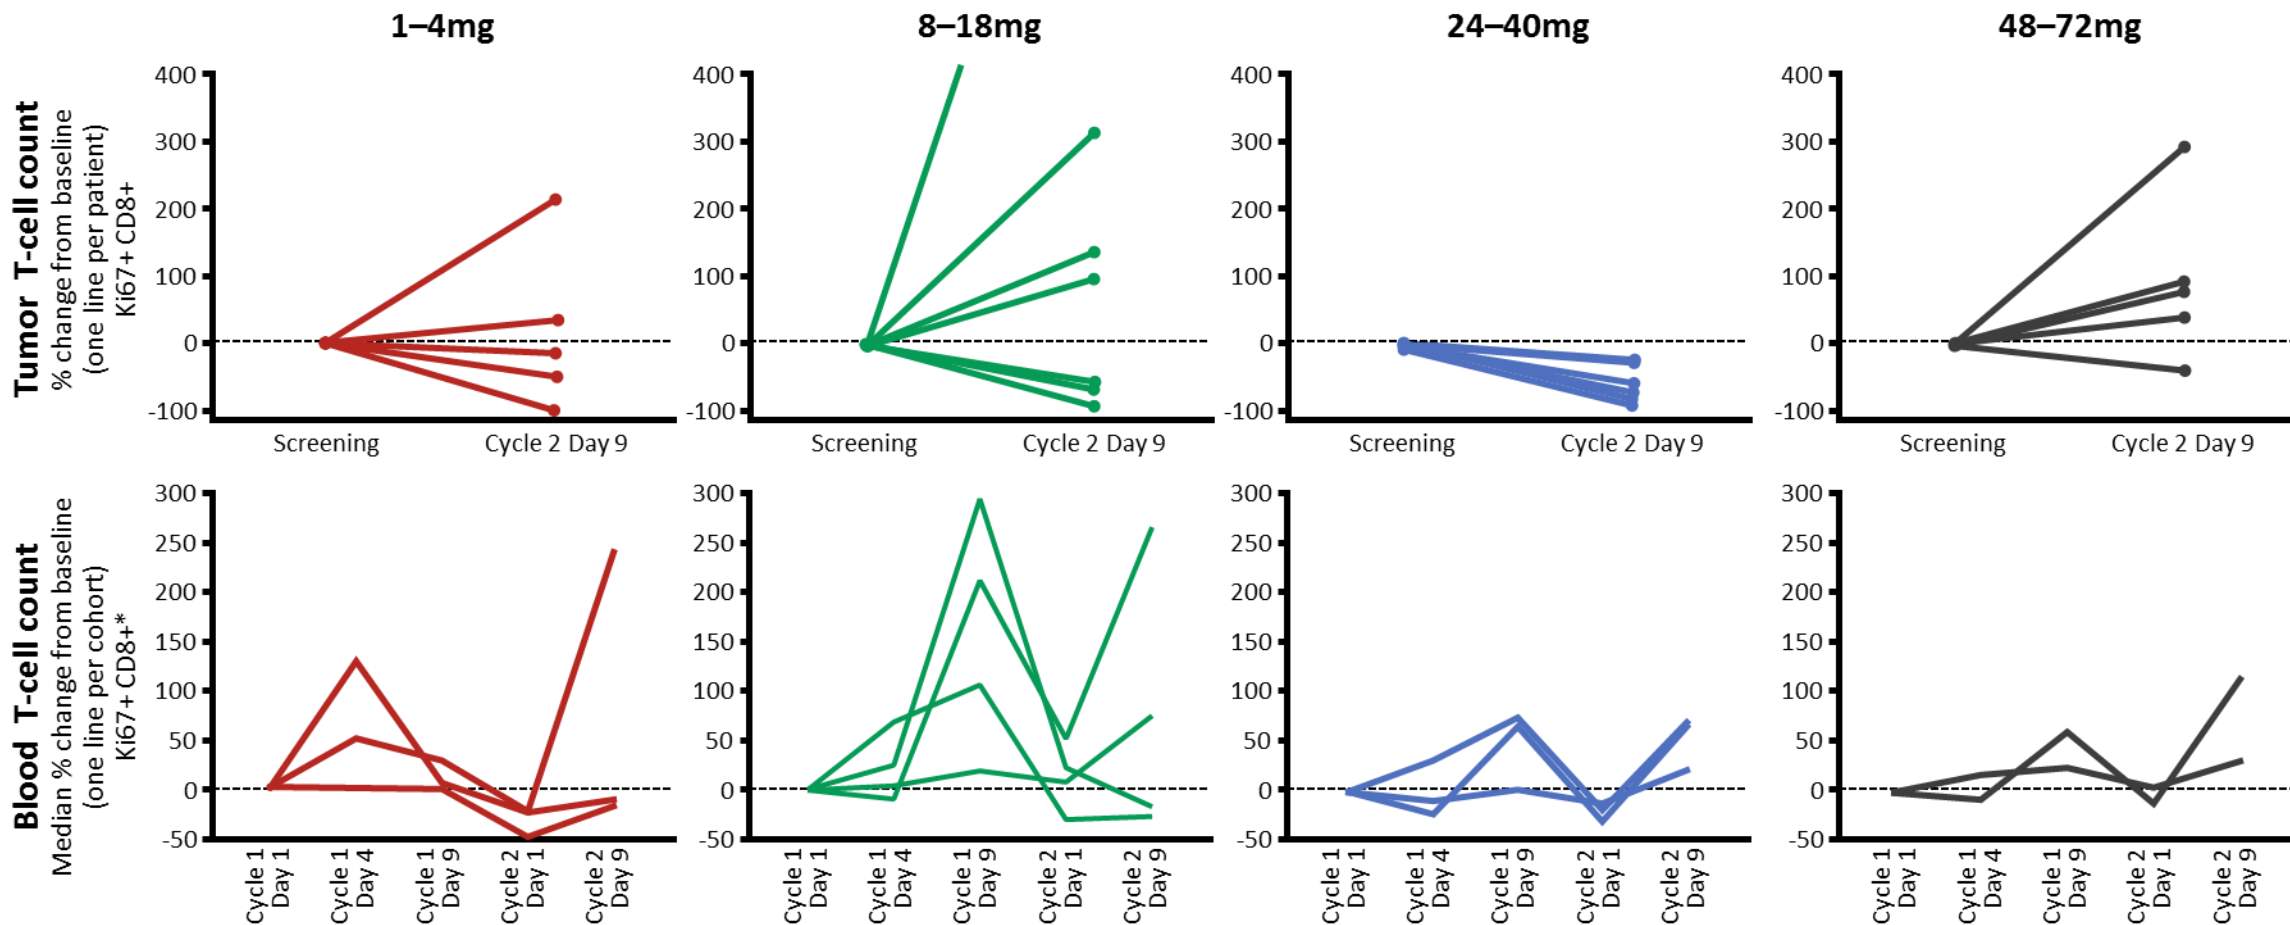 1–4mg
8–18mg
24–40mg
48–72mg
Tumor T-cell count
% change from baseline
(one line per patient)
Ki67+ CD8+
400
300
200
100
0
-100
Screening
Cycle 2 Day 9
400
300
200
100
0
-100
Screening
Cycle 2 Day 9
400
300
200
100
0
-100
Screening
Cycle 2 Day 9
400
300
200
100
0
-100
Screening
Cycle 2 Day 9
Blood T-cell count
Median % change from baseline
(one line per cohort)
Ki67+ CD8+*
300
250
200
150
100
50
0
-50
Cycle 1
Day 1
Cycle 1
Day 4
Cycle 1
Day 9
Cycle 2
Day 1
Cycle 2
Day 9
300
250
200
150
100
50
0
-50
Cycle 1
Day 1
Cycle 1
Day 4
Cycle 1
Day 9
Cycle 2
Day 1
Cycle 2
Day 9
300
250
200
150
100
50
0
-50
Cycle 1
Day 1
Cycle 1
Day 4
Cycle 1
Day 9
Cycle 2
Day 1
Cycle 2
Day 9
300
250
200
150
100
50
0
-50
Cycle 1
Day 1
Cycle 1
Day 4
Cycle 1
Day 9
Cycle 2
Day 1
Cycle 2
Day 9